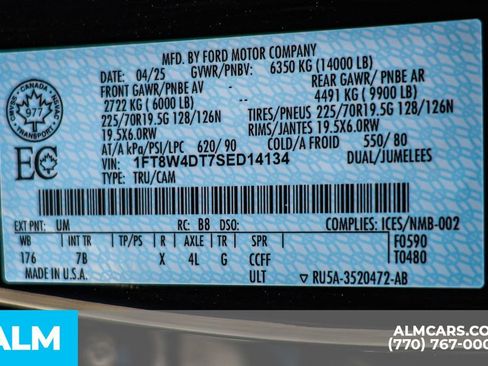 MFD. BY FORD MOTOR COMPANY
DATE: 04/25 GVWR/PNBV: 6350 KG (14000 LB)
FRONT GAWR/PNBE AV REAR GAWR/ PNBE AR
2722 KG ( 6000 LB) 4491 KG ( 9900 LB)
225/70R19.5G 128/126N TIRES/PNEUS 225/70R19.5G 128/126N
19.5X6.0RW RIMS/JANTES 19.5X6.0RW
AT/A kPa/PSI/LPC 620/ 90 COLD/A FROID 550/ 80
VIN: 1FT8W4DT7SED14134 DUAL/JUMELEES
TYPE: TRU/CAM
CANADA
977
TRANSPORT
EC
EXT PNT: UM RC: B8 DSO: COMPLIES: ICES/NMB-002
WB INT TR TP/PS R AXLE TR SPR F0590
176 7B X 4L G CCFF T0480
MADE IN U.S.A. ULT ▽ RU5A-3520472-AB
ALM
ALMCARS.CO
(770) 767-000